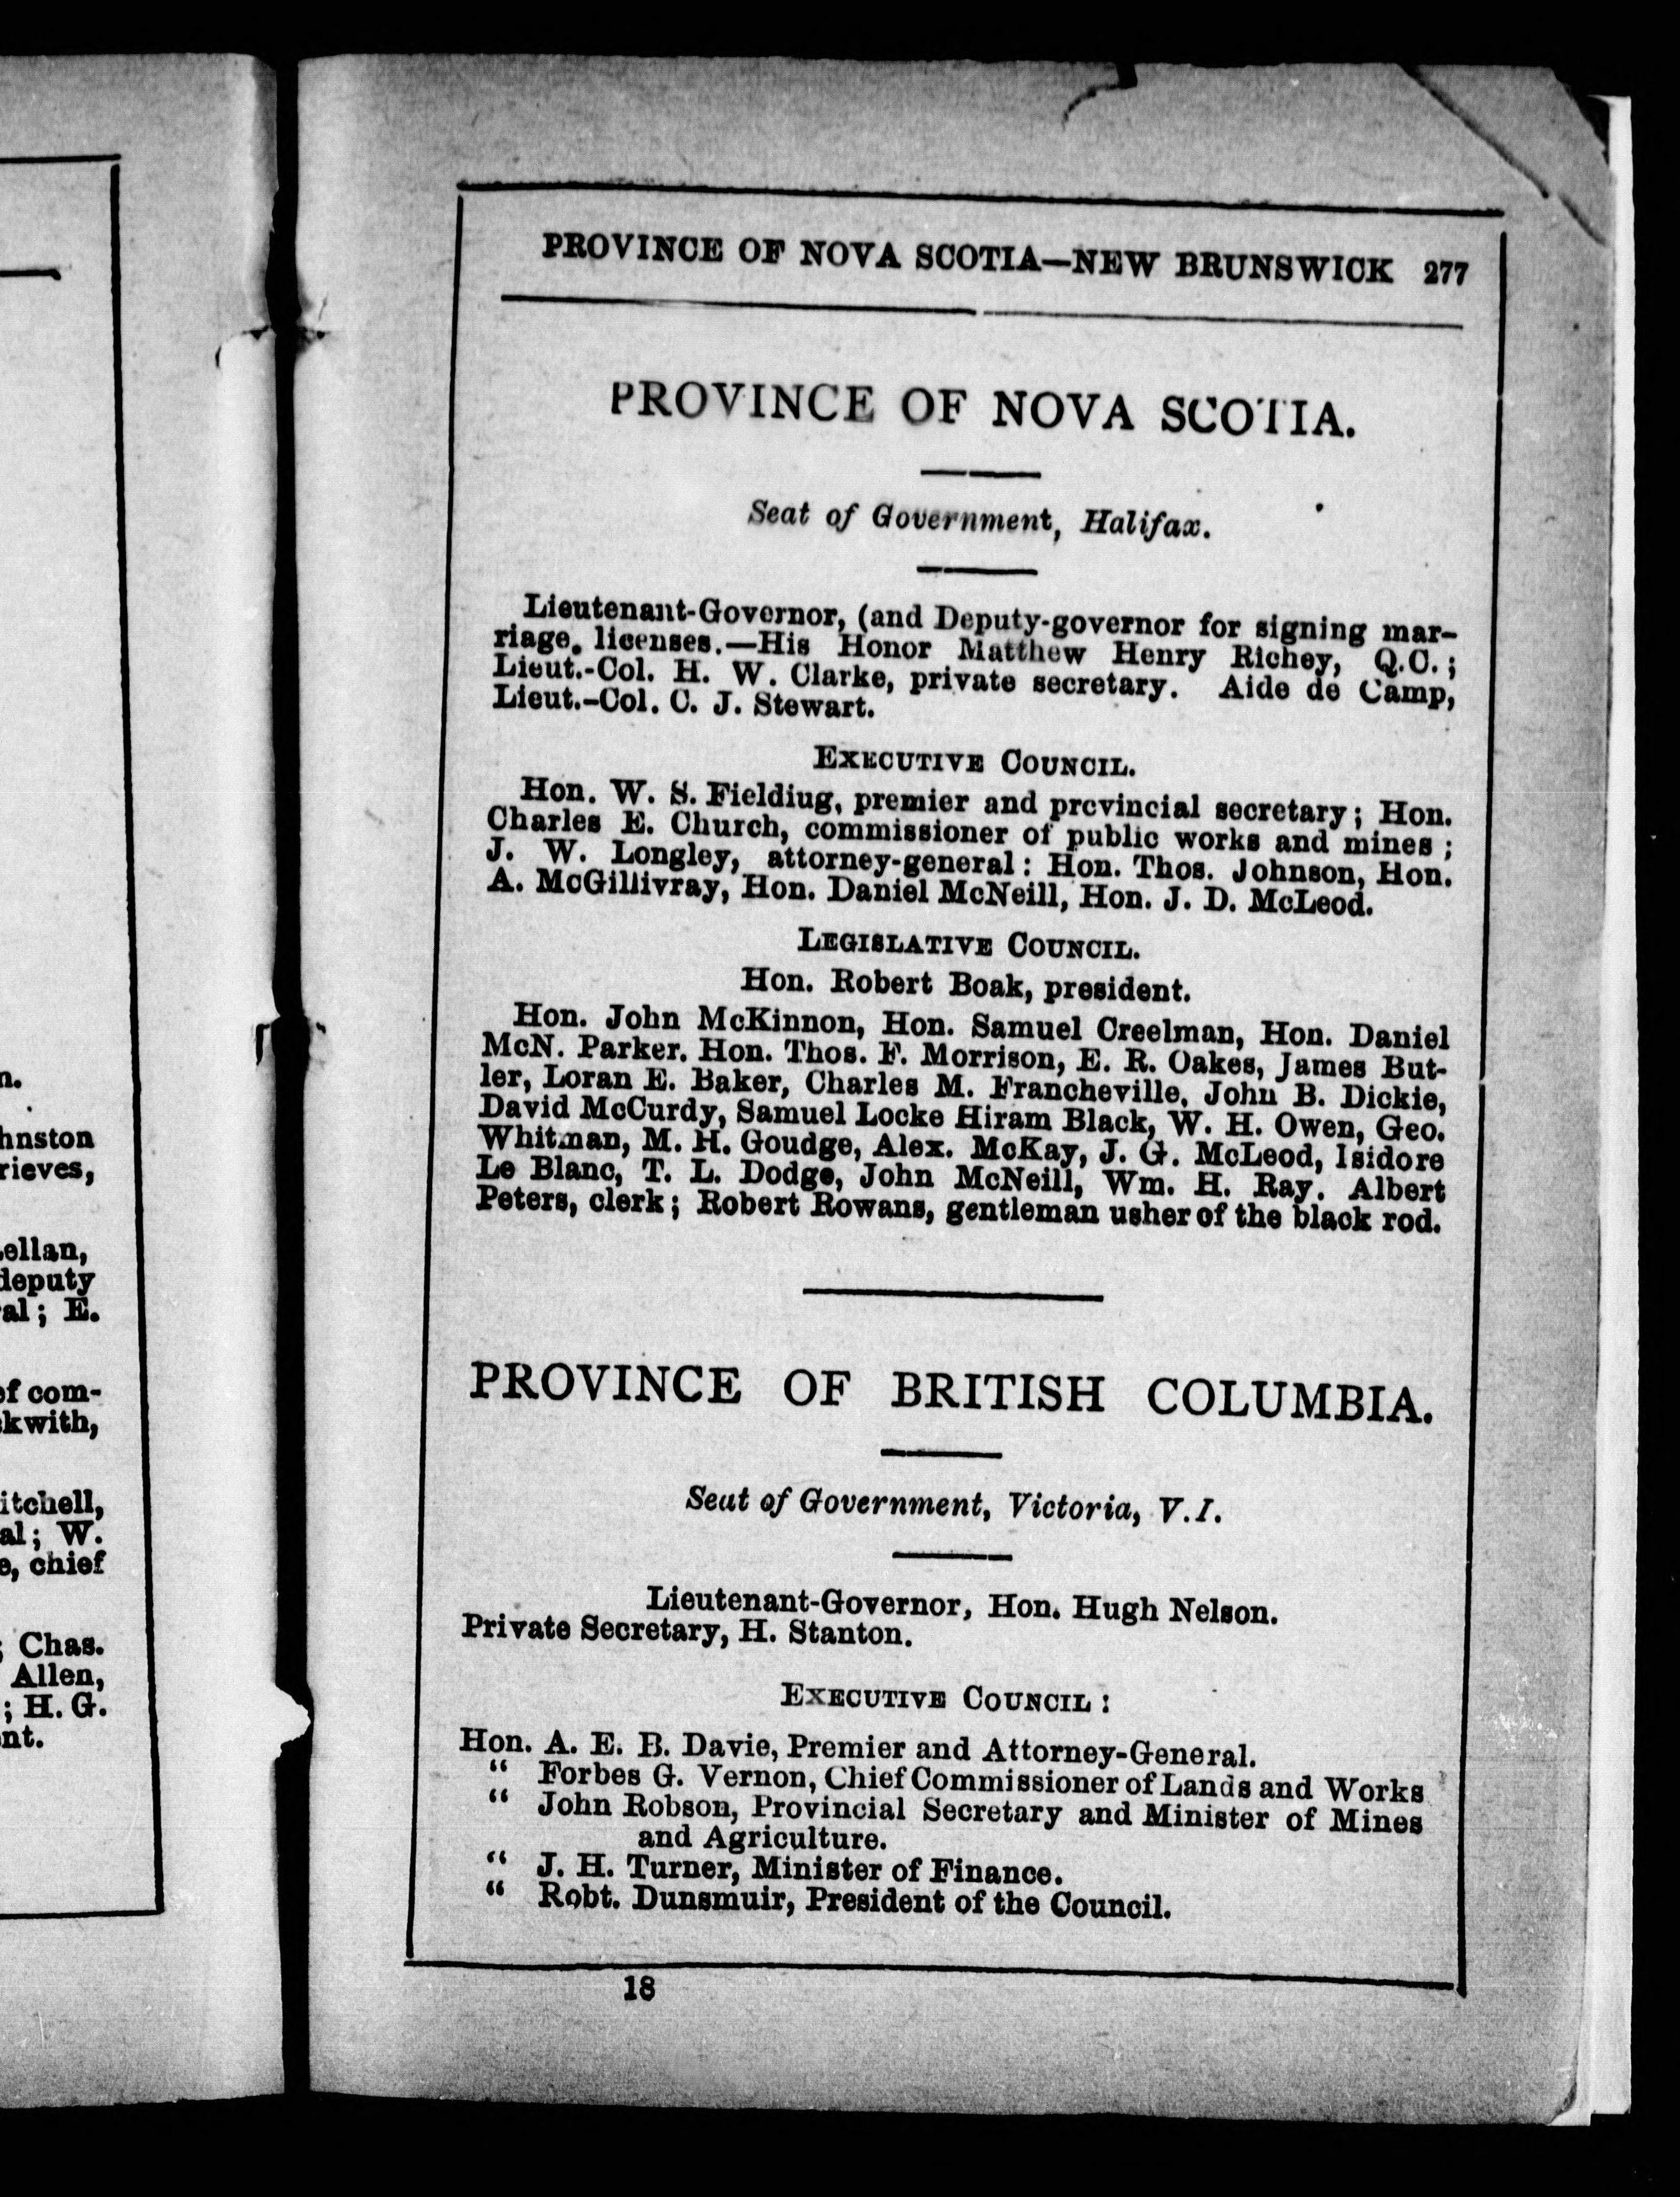 n.
hnston
rieves,
ellan,
deputy
al; E.
of com-
kwith,
itchell,
al; W.
e, chief
; Chas.
Allen,
; H. G.
nt.
PROVINCE OF NOVA SCOTIA—NEW BRUNSWICK 277
PROVINCE OF NOVA SCOTIA.
Seat of Government, Halifax.
Lieutenant-Governor, (and Deputy-governor for signing mar-
riage. licenses.—His Honor Matthew Henry Richey, Q.C.;
Lieut.-Col. H. W. Clarke, private secretary. Aide de Camp,
Lieut.-Col. C. J. Stewart.
EXECUTIVE COUNCIL.
Hon. W. S. Fieldiug, premier and prcvincial secretary; Hon.
Charles E. Church, commissioner of public works and mines;
J. W. Longley, attorney-general: Hon. Thos. Johnson, Hon.
A. McGillivray, Hon. Daniel McNeill, Hon. J. D. McLeod.
LEGISLATIVE COUNCIL.
Hon. Robert Boak, president.
Hon. John McKinnon, Hon. Samuel Creelman, Hon. Daniel
McN. Parker. Hon. Thos. F. Morrison, E. R. Oakes, James But-
ler, Loran E. Baker, Charles M. Francheville, John B. Dickie,
David McCurdy, Samuel Locke Hiram Black, W. H. Owen, Geo.
Whitman, M. H. Goudge, Alex. McKay, J. G. McLeod, Isidore
Le Blanc, T. L. Dodge, John McNeill, Wm. H. Ray. Albert
Peters, clerk; Robert Rowans, gentleman usher of the black rod.
PROVINCE OF BRITISH COLUMBIA.
Seat of Government, Victoria, V.I.
Lieutenant-Governor, Hon. Hugh Nelson.
Private Secretary, H. Stanton.
EXECUTIVE COUNCIL:
Hon. A. E. B. Davie, Premier and Attorney-General.
“ Forbes G. Vernon, Chief Commissioner of Lands and Works
“ John Robson, Provincial Secretary and Minister of Mines
and Agriculture.
“ J. H. Turner, Minister of Finance.
“ Robt. Dunsmuir, President of the Council.
18